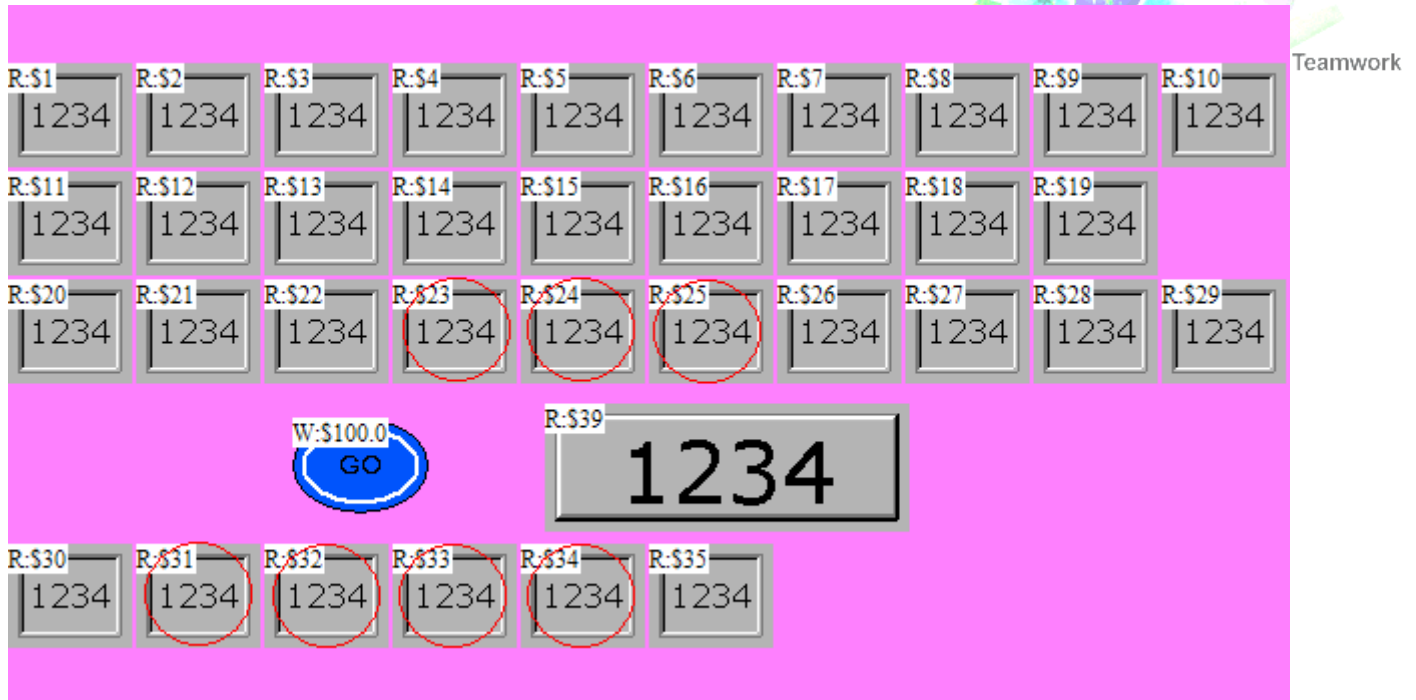 Teamwork
R:$1 R:$2 R:$3 R:$4 R:$5 R:$6 R:$7 R:$8 R:$9 R:$10
1234 1234 1234 1234 1234 1234 1234 1234 1234 1234
R:$11 R:$12 R:$13 R:$14 R:$15 R:$16 R:$17 R:$18 R:$19
1234 1234 1234 1234 1234 1234 1234 1234 1234
R:$20 R:$21 R:$22 R:$23 R:$24 R:$25 R:$26 R:$27 R:$28 R:$29
1234 1234 1234 1234 1234 1234 1234 1234 1234 1234
W:$100.0 R:$39
GO 1234
R:$30 R:$31 R:$32 R:$33 R:$34 R:$35
1234 1234 1234 1234 1234 1234